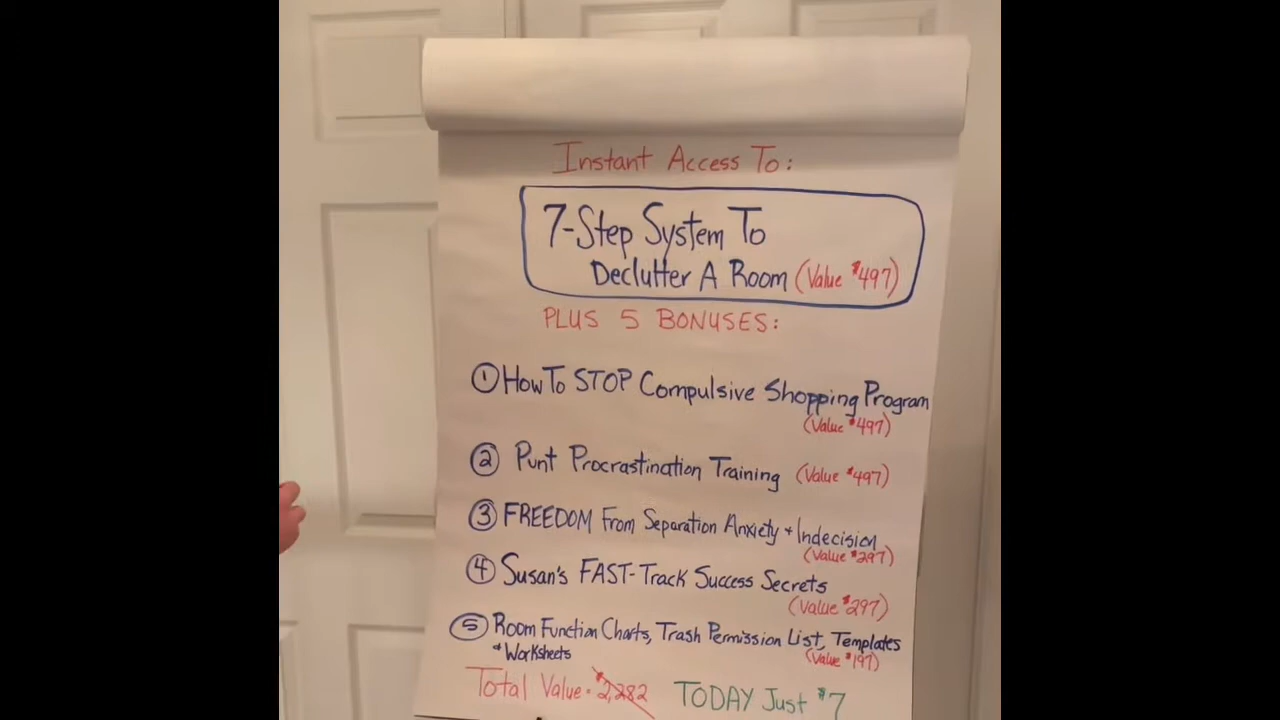 Instant Access To:
7-Step System To
Declutter A Room (Value $497)
PLUS 5 BONUSES:
① How To STOP Compulsive Shopping Program
(Value $497)
② Punt Procrastination Training (Value $497)
③ FREEDOM From Separation Anxiety + Indecision
(Value $297)
④ Susan's FAST-Track Success Secrets
(Value $297)
⑤ Room Function Charts, Trash Permission List, Templates
+ Worksheets
(Value $197)
Total Value = $2,282 TODAY Just $7